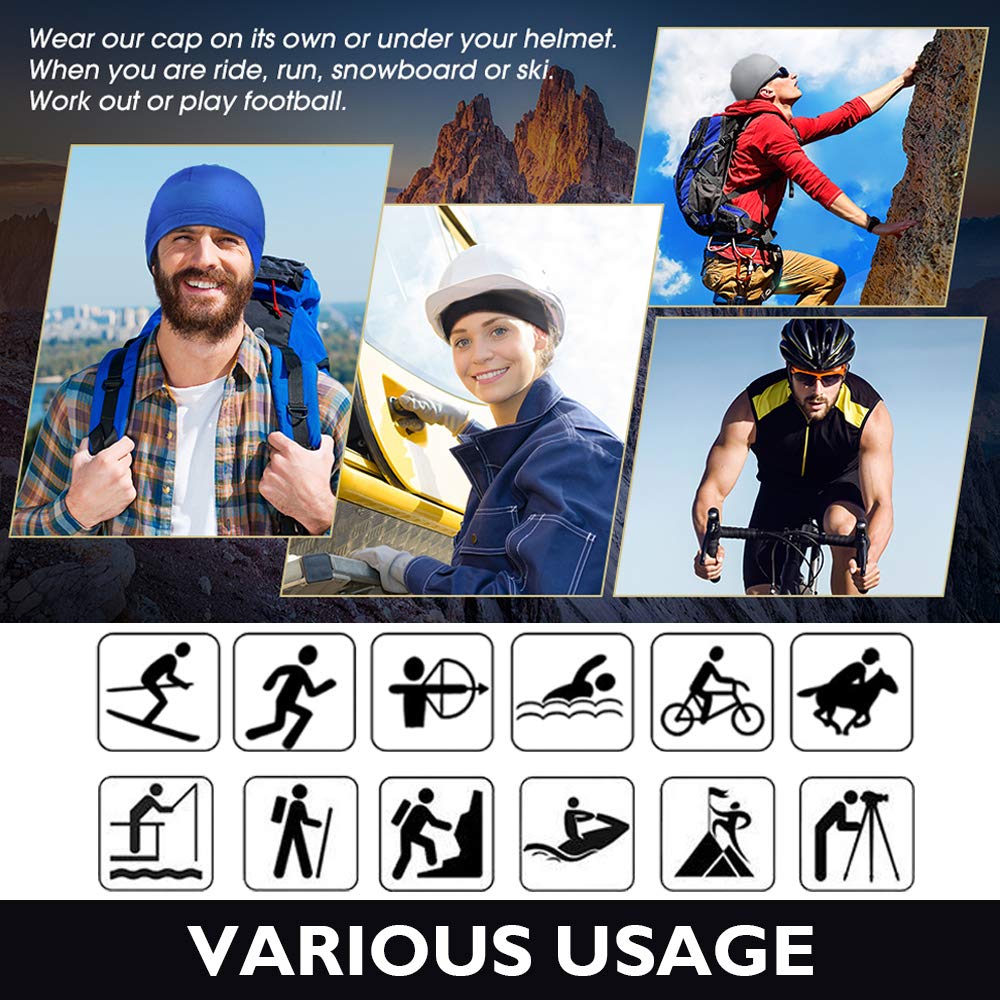 Wear our cap on its own or under your helmet.
When you are ride, run, snowboard or ski.
Work out or play football.
VARIOUS USAGE